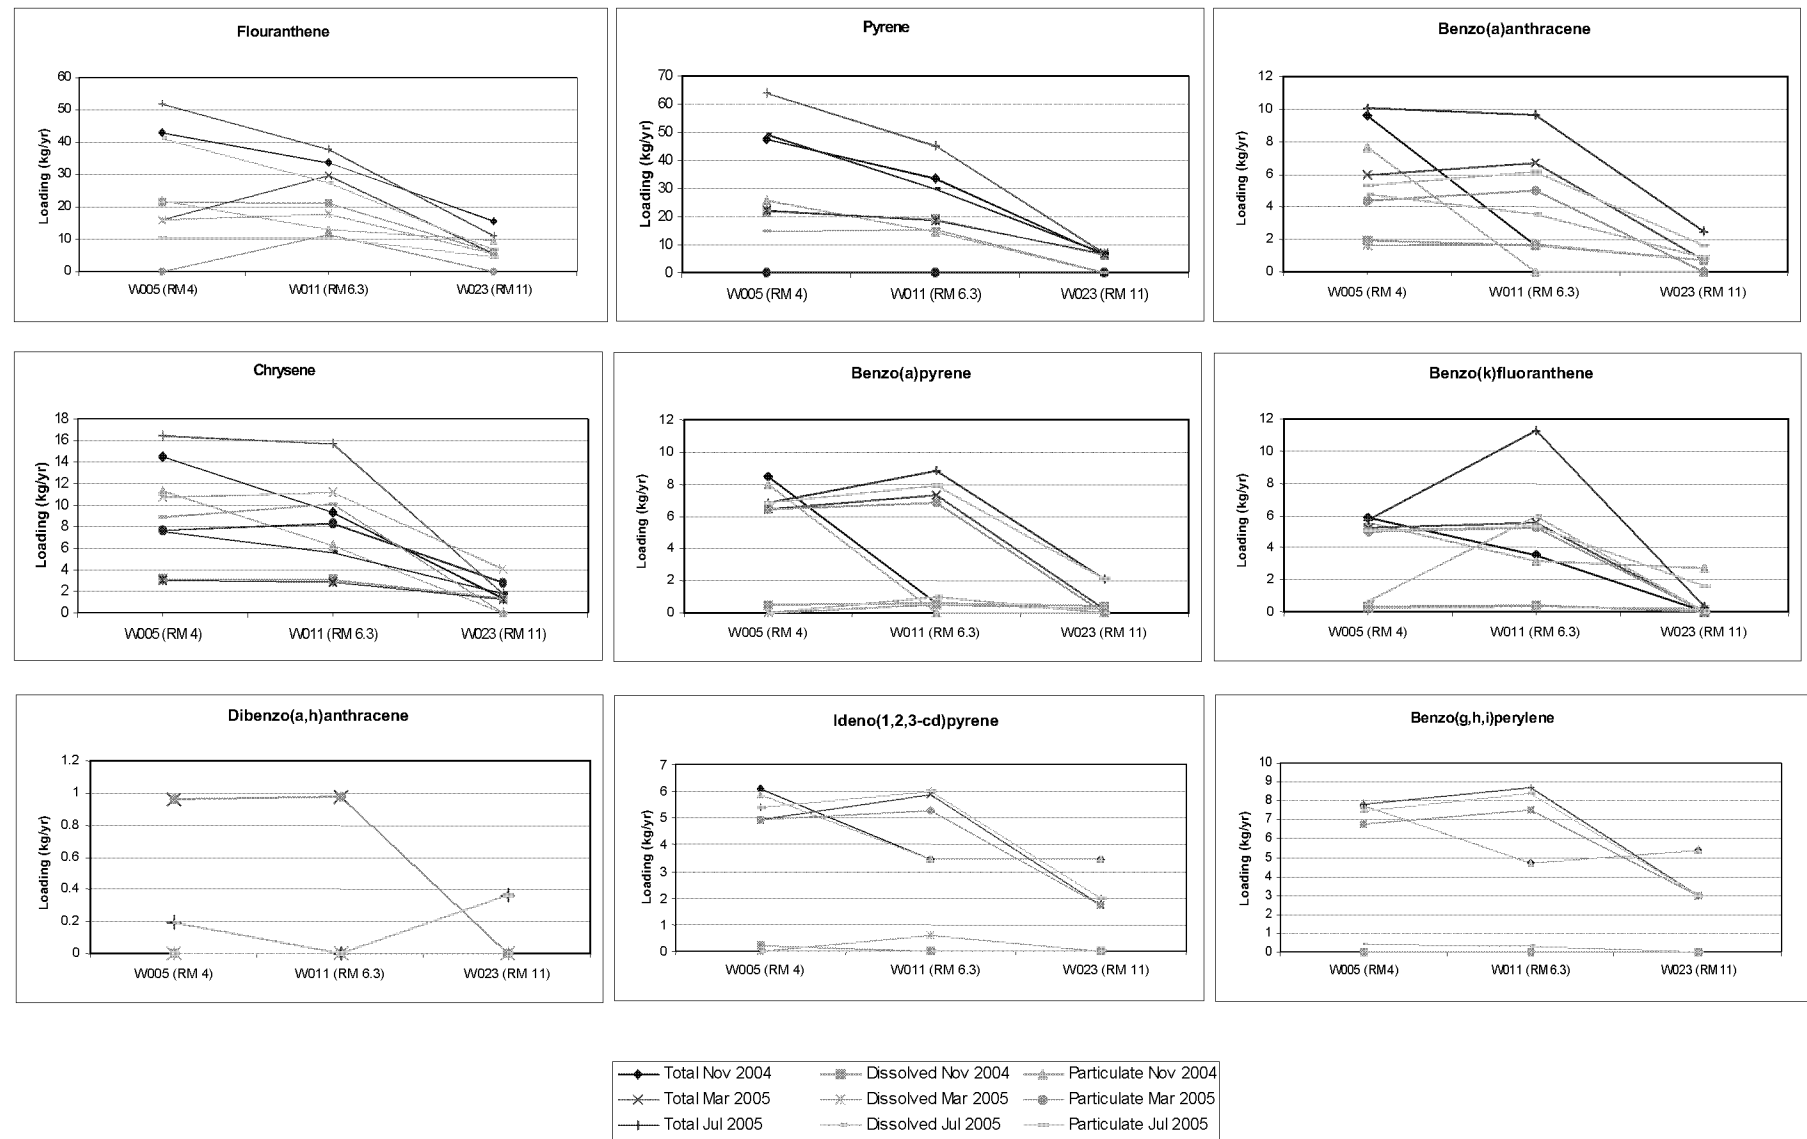 Flouranthene
Loading (kg/yr)
60
50
40
30
20
10
0
W005 (RM 4) W011 (RM 6.3) W023 (RM 11)
Pyrene
Loading (kg/yr)
70
60
50
40
30
20
10
0
W005 (RM 4) W011 (RM 6.3) W023 (RM 11)
Benzo(a)anthracene
Loading (kg/yr)
12
10
8
6
4
2
0
W005 (RM 4) W011 (RM 6.3) W023 (RM 11)
Chrysene
Loading (kg/yr)
18
16
14
12
10
8
6
4
2
0
W005 (RM 4) W011 (RM 6.3) W023 (RM 11)
Benzo(a)pyrene
Loading (kg/yr)
12
10
8
6
4
2
0
W005 (RM 4) W011 (RM 6.3) W023 (RM 11)
Benzo(k)fluoranthene
Loading (kg/yr)
12
10
8
6
4
2
0
W005 (RM 4) W011 (RM 6.3) W023 (RM 11)
Dibenzo(a,h)anthracene
Loading (kg/yr)
1.2
1
0.8
0.6
0.4
0.2
0
W005 (RM 4) W011 (RM 6.3) W023 (RM 11)
Ideno(1,2,3-cd)pyrene
Loading (kg/yr)
7
6
5
4
3
2
1
0
W005 (RM 4) W011 (RM 6.3) W023 (RM 11)
Benzo(g,h,i)perylene
Loading (kg/yr)
10
9
8
7
6
5
4
3
2
1
0
W005 (RM 4) W011 (RM 6.3) W023 (RM 11)
Total Nov 2004 Dissolved Nov 2004 Particulate Nov 2004
Total Mar 2005 Dissolved Mar 2005 Particulate Mar 2005
Total Jul 2005 Dissolved Jul 2005 Particulate Jul 2005